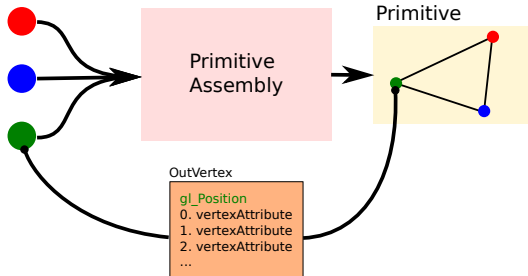 Primitive
Primitive
Assembly
OutVertex
gl_Position
0. vertexAttribute
1. vertexAttribute
2. vertexAttribute
...